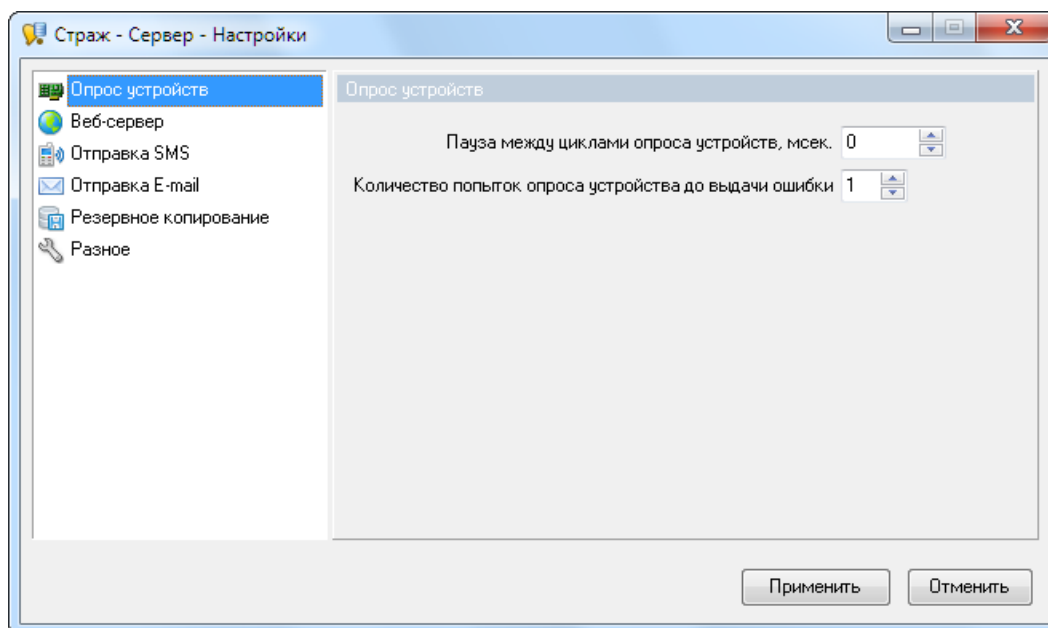 Страж - Сервер - Настройки
Опрос устройств
Веб-сервер
Отправка SMS
Отправка E-mail
Резервное копирование
Разное
Опрос устройств
Пауза между циклами опроса устройств, мсек. 0
Количество попыток опроса устройства до выдачи ошибки 1
Применить Отменить